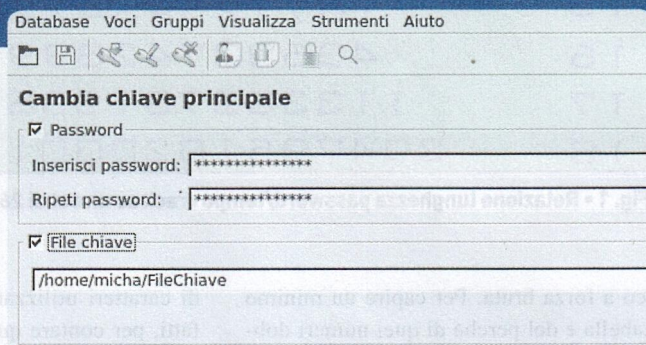 Database Voci Gruppi Visualizza Strumenti Aiuto
Cambia chiave principale
Password
Inserisci password: ***************
Ripeti password: ***************
File chiave
/home/micha/FileChiave